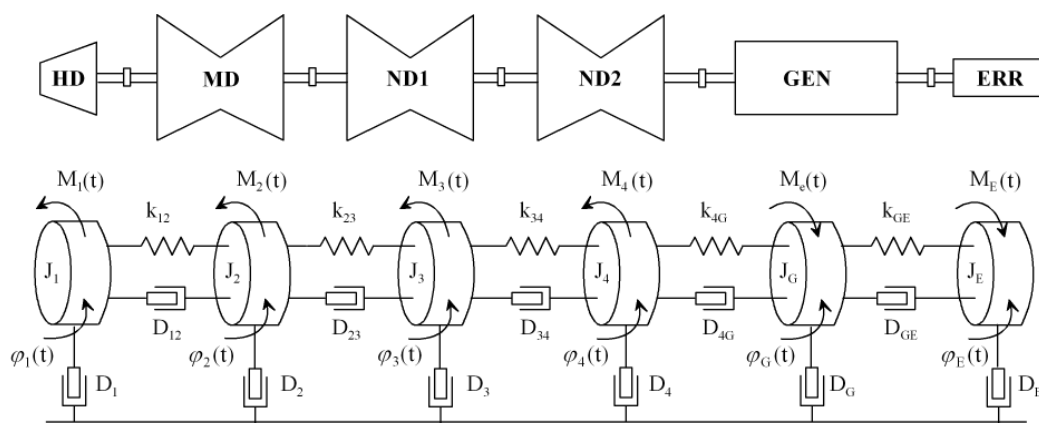 HD MD ND1 ND2 GEN ERR
M₁(t) M₂(t) M₃(t) M₄(t) Mₑ(t) M_E(t)
k₁₂ k₂₃ k₃₄ k₄G k_GE
J₁ J₂ J₃ J₄ J_G J_E
D₁₂ D₂₃ D₃₄ D₄G D_GE
φ₁(t) φ₂(t) φ₃(t) φ₄(t) φ_G(t) φ_E(t)
D₁ D₂ D₃ D₄ D_G D_E